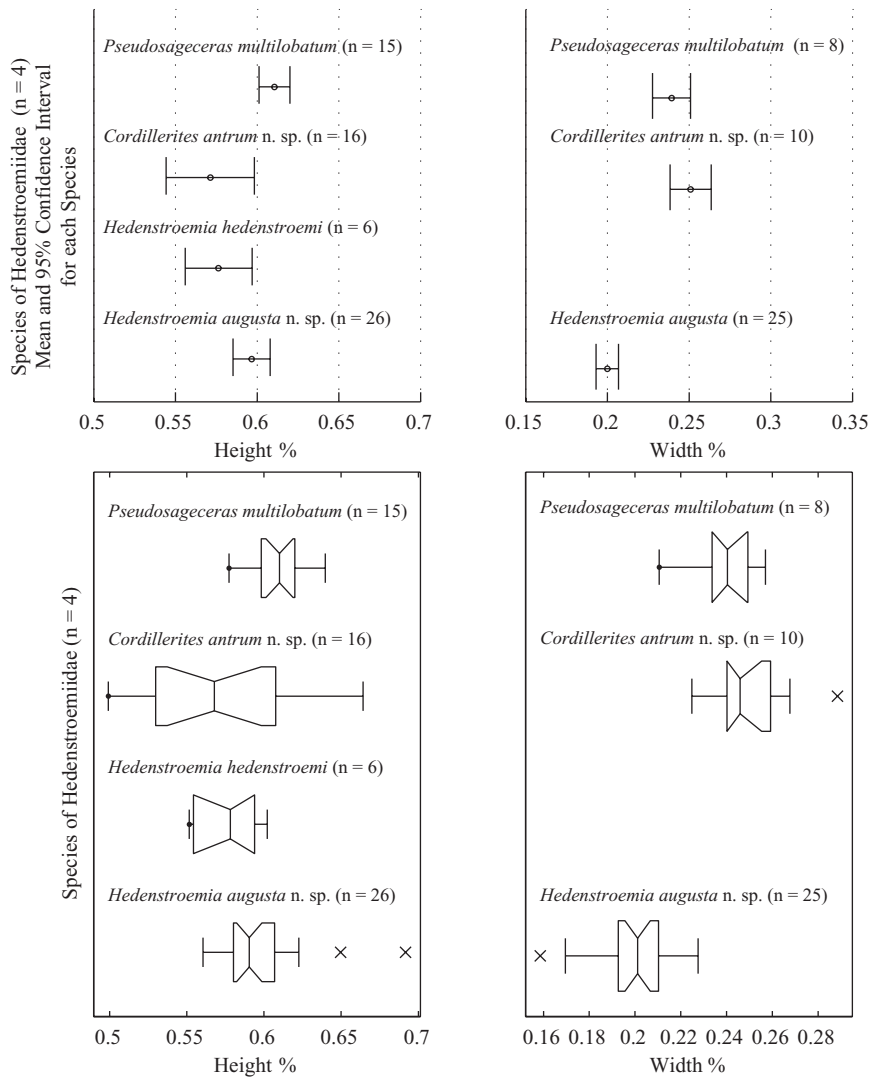 Species of Hedenstroemiidae (n = 4)
Mean and 95% Confidence Interval
for each Species
Pseudosageceras multilobatum (n = 15)
Cordillerites antrum n. sp. (n = 16)
Hedenstroemia hedenstroemi (n = 6)
Hedenstroemia augusta n. sp. (n = 26)
0.5 0.55 0.6 0.65 0.7
Height %
Pseudosageceras multilobatum (n = 8)
Cordillerites antrum n. sp. (n = 10)
Hedenstroemia augusta (n = 25)
0.15 0.2 0.25 0.3 0.35
Width %
Species of Hedenstroemiidae (n = 4)
Pseudosageceras multilobatum (n = 15)
Cordillerites antrum n. sp. (n = 16)
Hedenstroemia hedenstroemi (n = 6)
Hedenstroemia augusta n. sp. (n = 26)
0.5 0.55 0.6 0.65 0.7
Height %
Pseudosageceras multilobatum (n = 8)
Cordillerites antrum n. sp. (n = 10)
Hedenstroemia augusta n. sp. (n = 25)
0.16 0.18 0.2 0.22 0.24 0.26 0.28
Width %